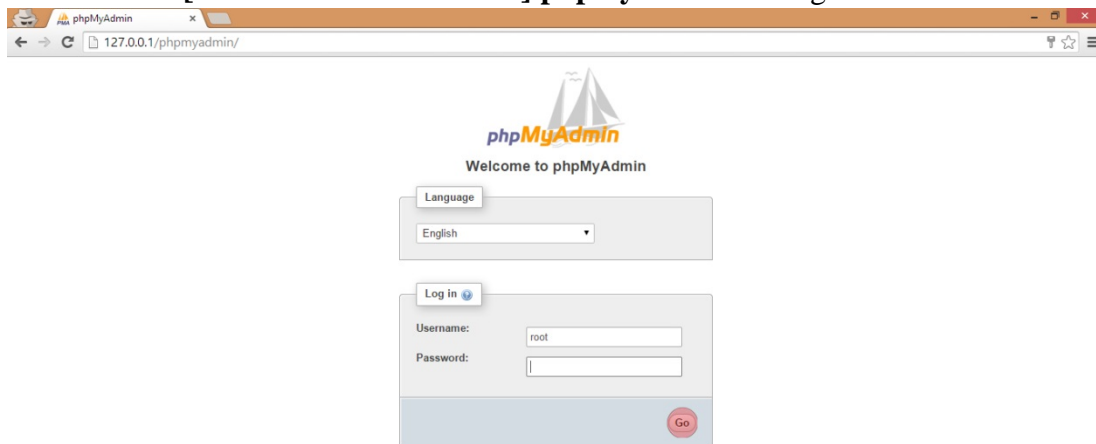 phpMyAdmin
127.0.0.1/phpmyadmin/
phpMyAdmin
Welcome to phpMyAdmin
Language
English
Log in
Username:
root
Password:
Go